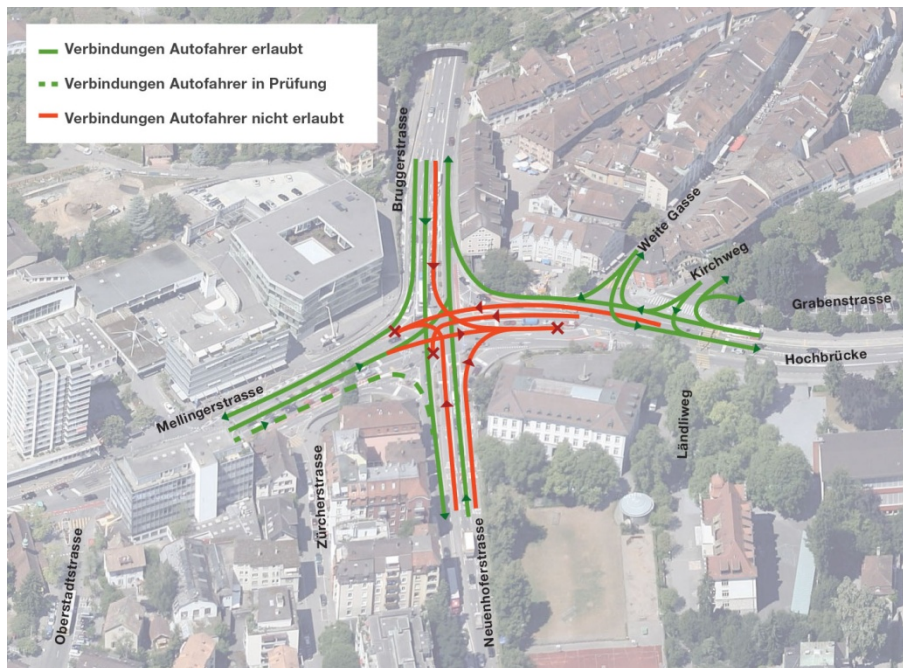 Verbindungen Autofahrer erlaubt
Verbindungen Autofahrer in Prüfung
Verbindungen Autofahrer nicht erlaubt
Bruggerstrasse
Weite Gasse
Kirchweg
Grabenstrasse
Hochbrücke
Mellingerstrasse
Ländliweg
Zürcherstrasse
Oberstadtstrasse
Neuenhoferstrasse